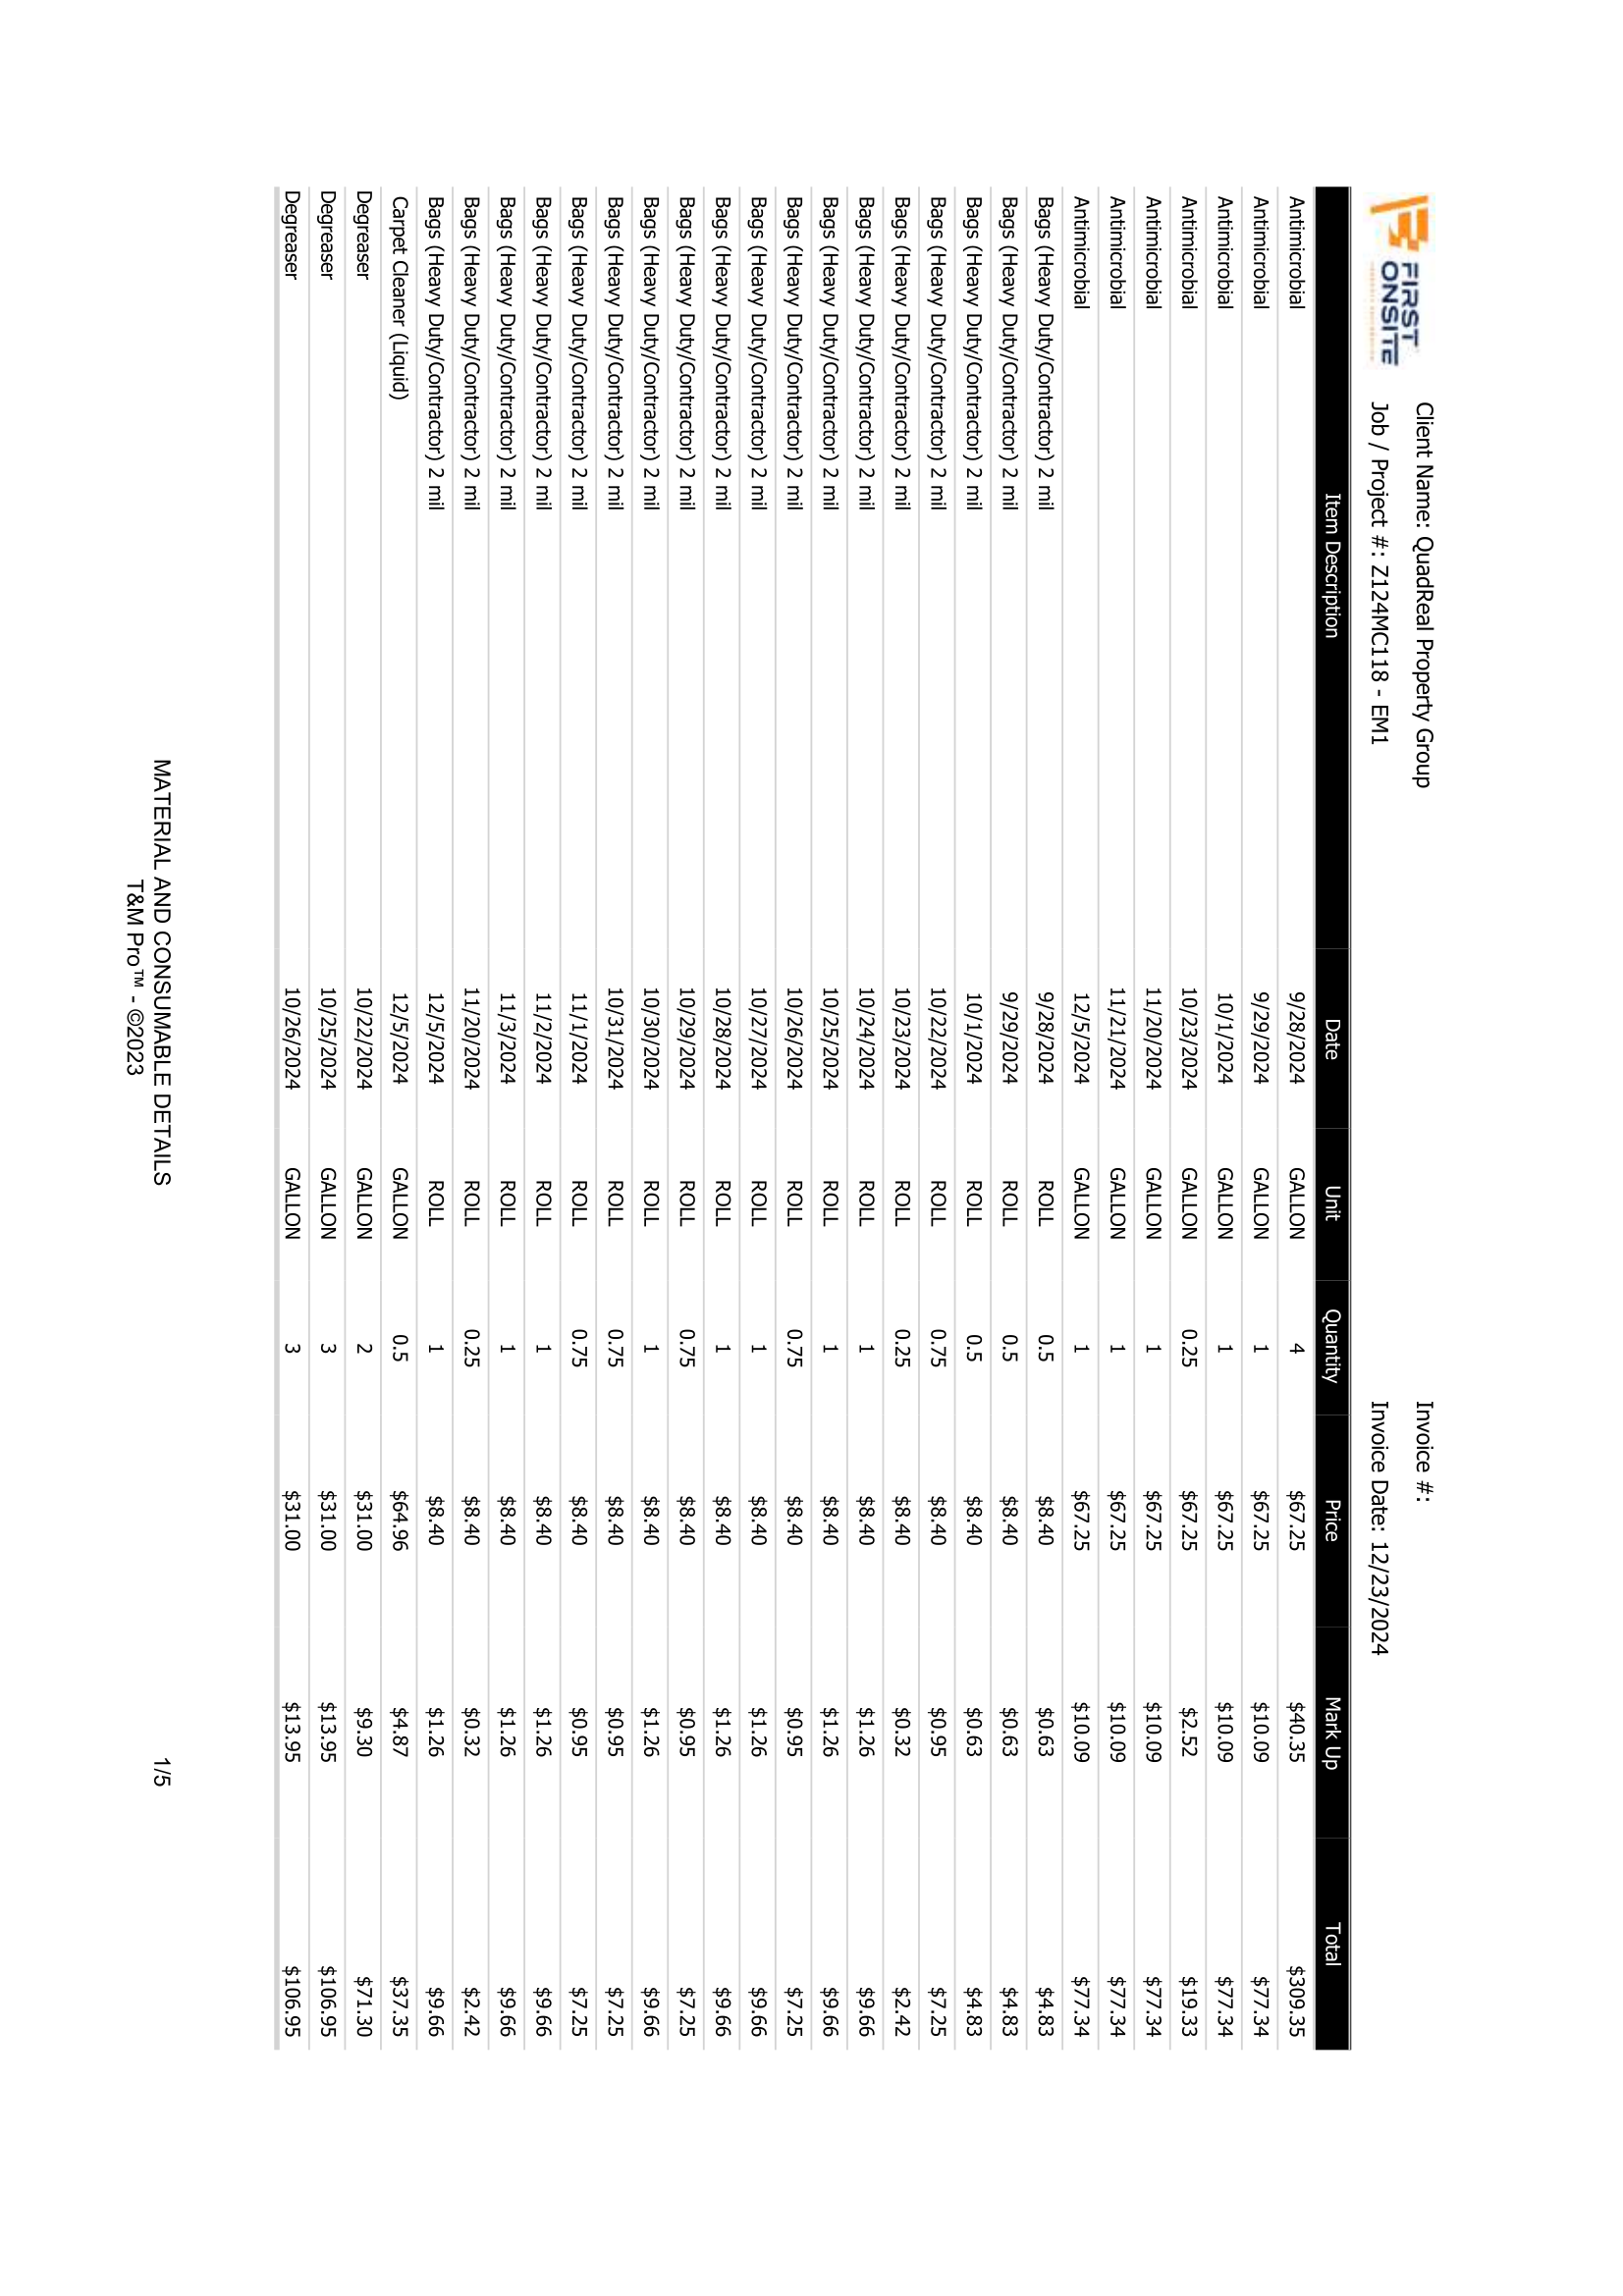 FIRST
ONSITE
Client Name: QuadReal Property Group
Invoice #:
Job / Project #: Z124MC118 - EM1
Invoice Date: 12/23/2024
Item Description Date Unit Quantity Price Mark Up Total
Antimicrobial 9/28/2024 GALLON 4 $67.25 $40.35 $309.35
Antimicrobial 9/29/2024 GALLON 1 $67.25 $10.09 $77.34
Antimicrobial 10/1/2024 GALLON 1 $67.25 $10.09 $77.34
Antimicrobial 10/23/2024 GALLON 0.25 $67.25 $2.52 $19.33
Antimicrobial 11/20/2024 GALLON 1 $67.25 $10.09 $77.34
Antimicrobial 11/21/2024 GALLON 1 $67.25 $10.09 $77.34
Antimicrobial 12/5/2024 GALLON 1 $67.25 $10.09 $77.34
Bags (Heavy Duty/Contractor) 2 mil 9/28/2024 ROLL 0.5 $8.40 $0.63 $4.83
Bags (Heavy Duty/Contractor) 2 mil 9/29/2024 ROLL 0.5 $8.40 $0.63 $4.83
Bags (Heavy Duty/Contractor) 2 mil 10/1/2024 ROLL 0.5 $8.40 $0.63 $4.83
Bags (Heavy Duty/Contractor) 2 mil 10/22/2024 ROLL 0.75 $8.40 $0.95 $7.25
Bags (Heavy Duty/Contractor) 2 mil 10/23/2024 ROLL 0.25 $8.40 $0.32 $2.42
Bags (Heavy Duty/Contractor) 2 mil 10/24/2024 ROLL 1 $8.40 $1.26 $9.66
Bags (Heavy Duty/Contractor) 2 mil 10/25/2024 ROLL 1 $8.40 $1.26 $9.66
Bags (Heavy Duty/Contractor) 2 mil 10/26/2024 ROLL 0.75 $8.40 $0.95 $7.25
Bags (Heavy Duty/Contractor) 2 mil 10/27/2024 ROLL 1 $8.40 $1.26 $9.66
Bags (Heavy Duty/Contractor) 2 mil 10/28/2024 ROLL 1 $8.40 $1.26 $9.66
Bags (Heavy Duty/Contractor) 2 mil 10/29/2024 ROLL 0.75 $8.40 $0.95 $7.25
Bags (Heavy Duty/Contractor) 2 mil 10/30/2024 ROLL 1 $8.40 $1.26 $9.66
Bags (Heavy Duty/Contractor) 2 mil 10/31/2024 ROLL 0.75 $8.40 $0.95 $7.25
Bags (Heavy Duty/Contractor) 2 mil 11/1/2024 ROLL 0.75 $8.40 $0.95 $7.25
Bags (Heavy Duty/Contractor) 2 mil 11/2/2024 ROLL 1 $8.40 $1.26 $9.66
Bags (Heavy Duty/Contractor) 2 mil 11/3/2024 ROLL 1 $8.40 $1.26 $9.66
Bags (Heavy Duty/Contractor) 2 mil 11/20/2024 ROLL 0.25 $8.40 $0.32 $2.42
Bags (Heavy Duty/Contractor) 2 mil 12/5/2024 ROLL 1 $8.40 $1.26 $9.66
Carpet Cleaner (Liquid) 12/5/2024 GALLON 0.5 $64.96 $4.87 $37.35
Degreaser 10/22/2024 GALLON 2 $31.00 $9.30 $71.30
Degreaser 10/25/2024 GALLON 3 $31.00 $13.95 $106.95
Degreaser 10/26/2024 GALLON 3 $31.00 $13.95 $106.95
MATERIAL AND CONSUMABLE DETAILS 1/5
T&M Pro™ - ©2023